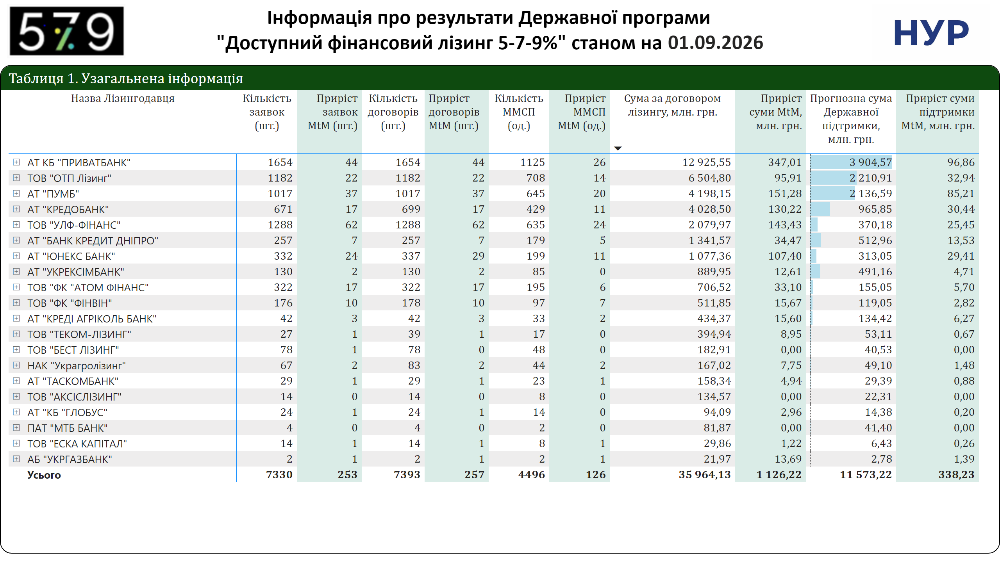 579
Інформація про результати Державної програми
"Доступний фінансовий лізинг 5-7-9%" станом на 01.09.2026
НУР
Таблиця 1. Узагальнена інформація
Назва Лізингодавця Кількість заявок (шт.) Приріст заявок MtM (шт.) Кількість договорів (шт.) Приріст договорів MtM (шт.) Кількість ММСП (од.) Приріст ММСП MtM (од.) Сума за договором лізингу, млн. грн. Приріст суми MtM, млн. грн. Прогнозна сума Державної підтримки, млн. грн. Приріст суми підтримки MtM, млн. грн.
АТ КБ "ПРИВАТБАНК" 1654 44 1654 44 1125 26 12 925,55 347,01 3 904,57 96,86
ТОВ "ОТП Лізинг" 1182 22 1182 22 708 14 6 504,80 95,91 2 210,91 32,94
АТ "ПУМБ" 1017 37 1017 37 645 20 4 198,15 151,28 2 136,59 85,21
АТ "КРЕДОБАНК" 671 17 699 17 429 11 4 028,50 130,22 965,85 30,44
ТОВ "УЛФ-ФІНАНС" 1288 62 1288 62 635 24 2 079,97 143,43 370,18 25,45
АТ "БАНК КРЕДИТ ДНІПРО" 257 7 257 7 179 5 1 341,57 34,47 512,96 13,53
АТ "ЮНЕКС БАНК" 332 24 337 29 199 11 1 077,36 107,40 313,05 29,41
АТ "УКРЕКСІМБАНК" 130 2 130 2 85 0 889,95 12,61 491,16 4,71
ТОВ "ФК "АТОМ ФІНАНС" 322 17 322 17 195 6 706,52 33,10 155,05 5,70
ТОВ "ФК "ФІНВІН" 176 10 178 10 97 7 511,85 15,67 119,05 2,82
АТ "КРЕДІ АГРІКОЛЬ БАНК" 42 3 42 3 33 2 434,37 15,60 134,42 6,27
ТОВ "ТЕКОМ-ЛІЗИНГ" 27 1 39 1 17 0 394,94 8,95 53,11 0,67
ТОВ "БЕСТ ЛІЗИНГ" 78 1 78 0 48 0 182,91 0,00 40,53 0,00
НАК "Украгролізинг" 67 2 83 2 44 2 167,02 7,75 49,10 1,48
АТ "ТАСКОМБАНК" 29 1 29 1 23 1 158,34 4,94 29,39 0,88
ТОВ "АКСІСЛІЗИНГ" 14 0 14 0 8 0 134,57 0,00 22,31 0,00
АТ "КБ "ГЛОБУС" 24 1 24 1 14 0 94,09 2,96 14,38 0,20
ПАТ "МТБ БАНК" 4 0 4 0 2 0 81,87 0,00 41,40 0,00
ТОВ "ЕСКА КАПІТАЛ" 14 1 14 1 8 1 29,86 1,22 6,43 0,26
АБ "УКРГАЗБАНК" 2 1 2 1 2 1 21,97 13,69 2,78 1,39
Усього 7330 253 7393 257 4496 126 35 964,13 1 126,22 11 573,22 338,23